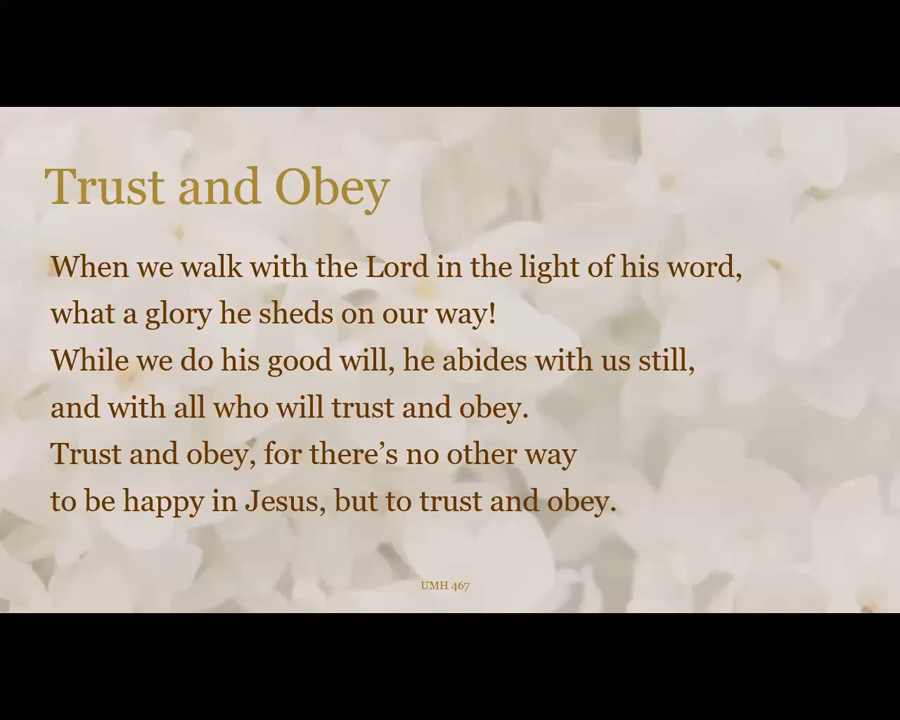 Trust and Obey
When we walk with the Lord in the light of his word,
what a glory he sheds on our way!
While we do his good will, he abides with us still,
and with all who will trust and obey.
Trust and obey, for there’s no other way
to be happy in Jesus, but to trust and obey.
UMH 467